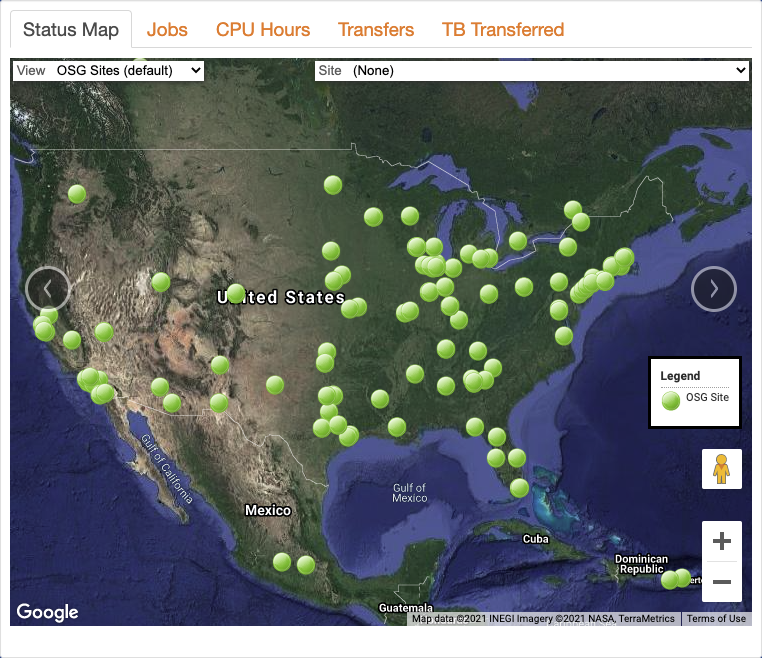 Status Map Jobs CPU Hours Transfers TB Transferred
View OSG Sites (default) Site (None)
United States
Legend
OSG Site
Gulf of California
Gulf of
Mexico
Mexico
Cuba
Dominican
Republic
Guatemala
Google
Map data ©2021 INEGI Imagery ©2021 NASA, TerraMetrics Terms of Use